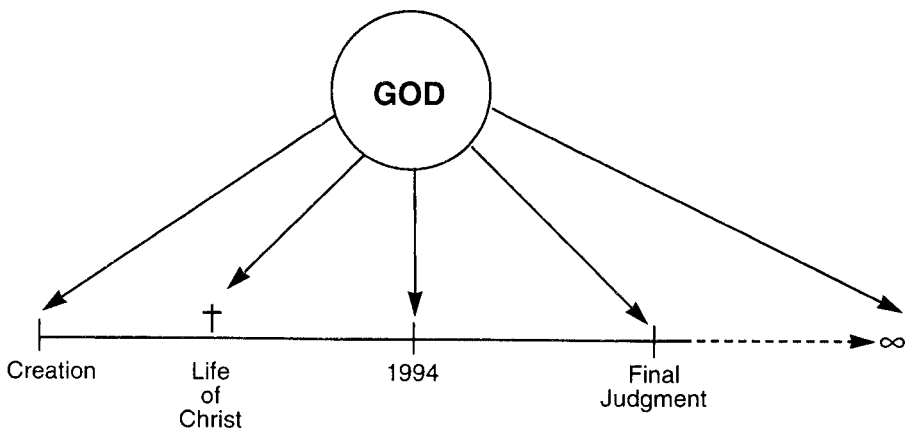 GOD
∞
Creation
Life
of
Christ
1994
Final
Judgment